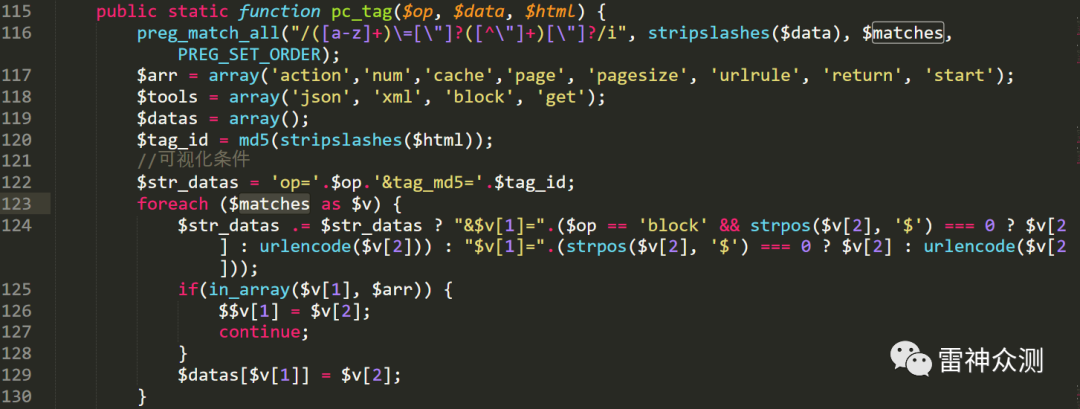 115 public static function pc_tag($op, $data, $html) {
116 preg_match_all("/([a-z]+)\=[\"]?([^\"]+)[\"]?/i", stripslashes($data), $matches,
PREG_SET_ORDER);
117 $arr = array('action','num','cache','page', 'pagesize', 'urlrule', 'return', 'start');
118 $tools = array('json', 'xml', 'block', 'get');
119 $datas = array();
120 $tag_id = md5(stripslashes($html));
121 //可视化条件
122 $str_datas = 'op='.$op.'&tag_md5='.$tag_id;
123 foreach ($matches as $v) {
124 $str_datas .= $str_datas ? "&$v[1]=".($op == 'block' && strpos($v[2], '$') === 0 ? $v[2
] : urlencode($v[2])) : "$v[1]=".(strpos($v[2], '$') === 0 ? $v[2] : urlencode($v[2
]));
125 if(in_array($v[1], $arr)) {
126 $$v[1] = $v[2];
127 continue;
128 }
129 $datas[$v[1]] = $v[2];
130 }
雷神众测